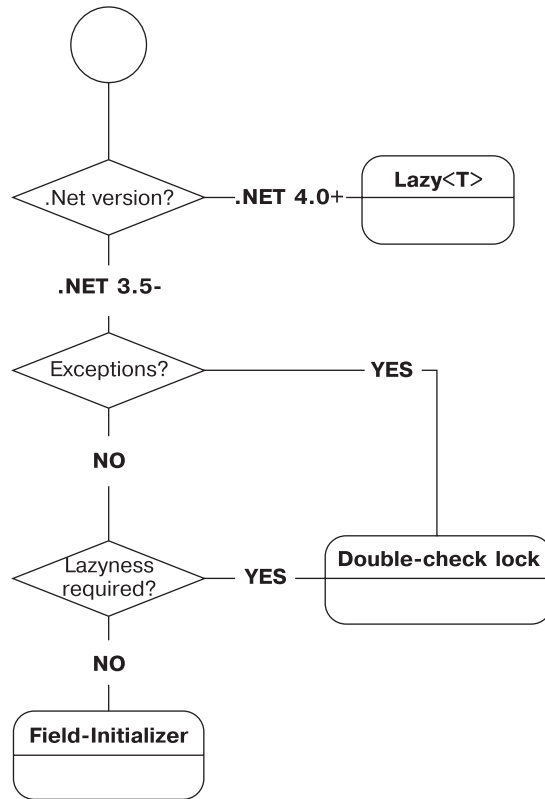 .Net version?
.NET 4.0+
Lazy<T>
.NET 3.5-
Exceptions?
YES
NO
Lazyness
required?
YES
Double-check lock
NO
Field-Initializer